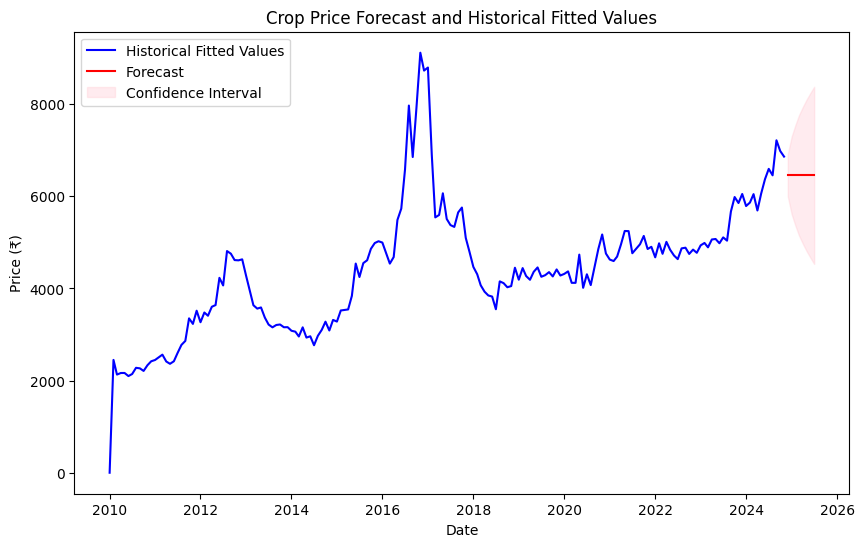 Crop Price Forecast and Historical Fitted Values
Historical Fitted Values
Forecast
Confidence Interval
8000
6000
4000
2000
0
Price (₹)
2010
2012
2014
2016
2018
2020
2022
2024
2026
Date